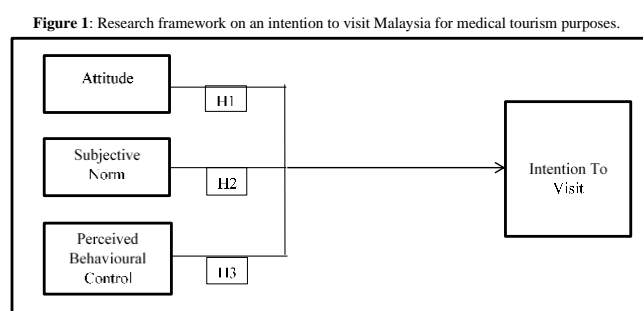 Figure 1: Research framework on an intention to visit Malaysia for medical tourism purposes.
Attitude
H1
Subjective
Norm
H2
Perceived
Behavioural
Control
H3
Intention To
Visit